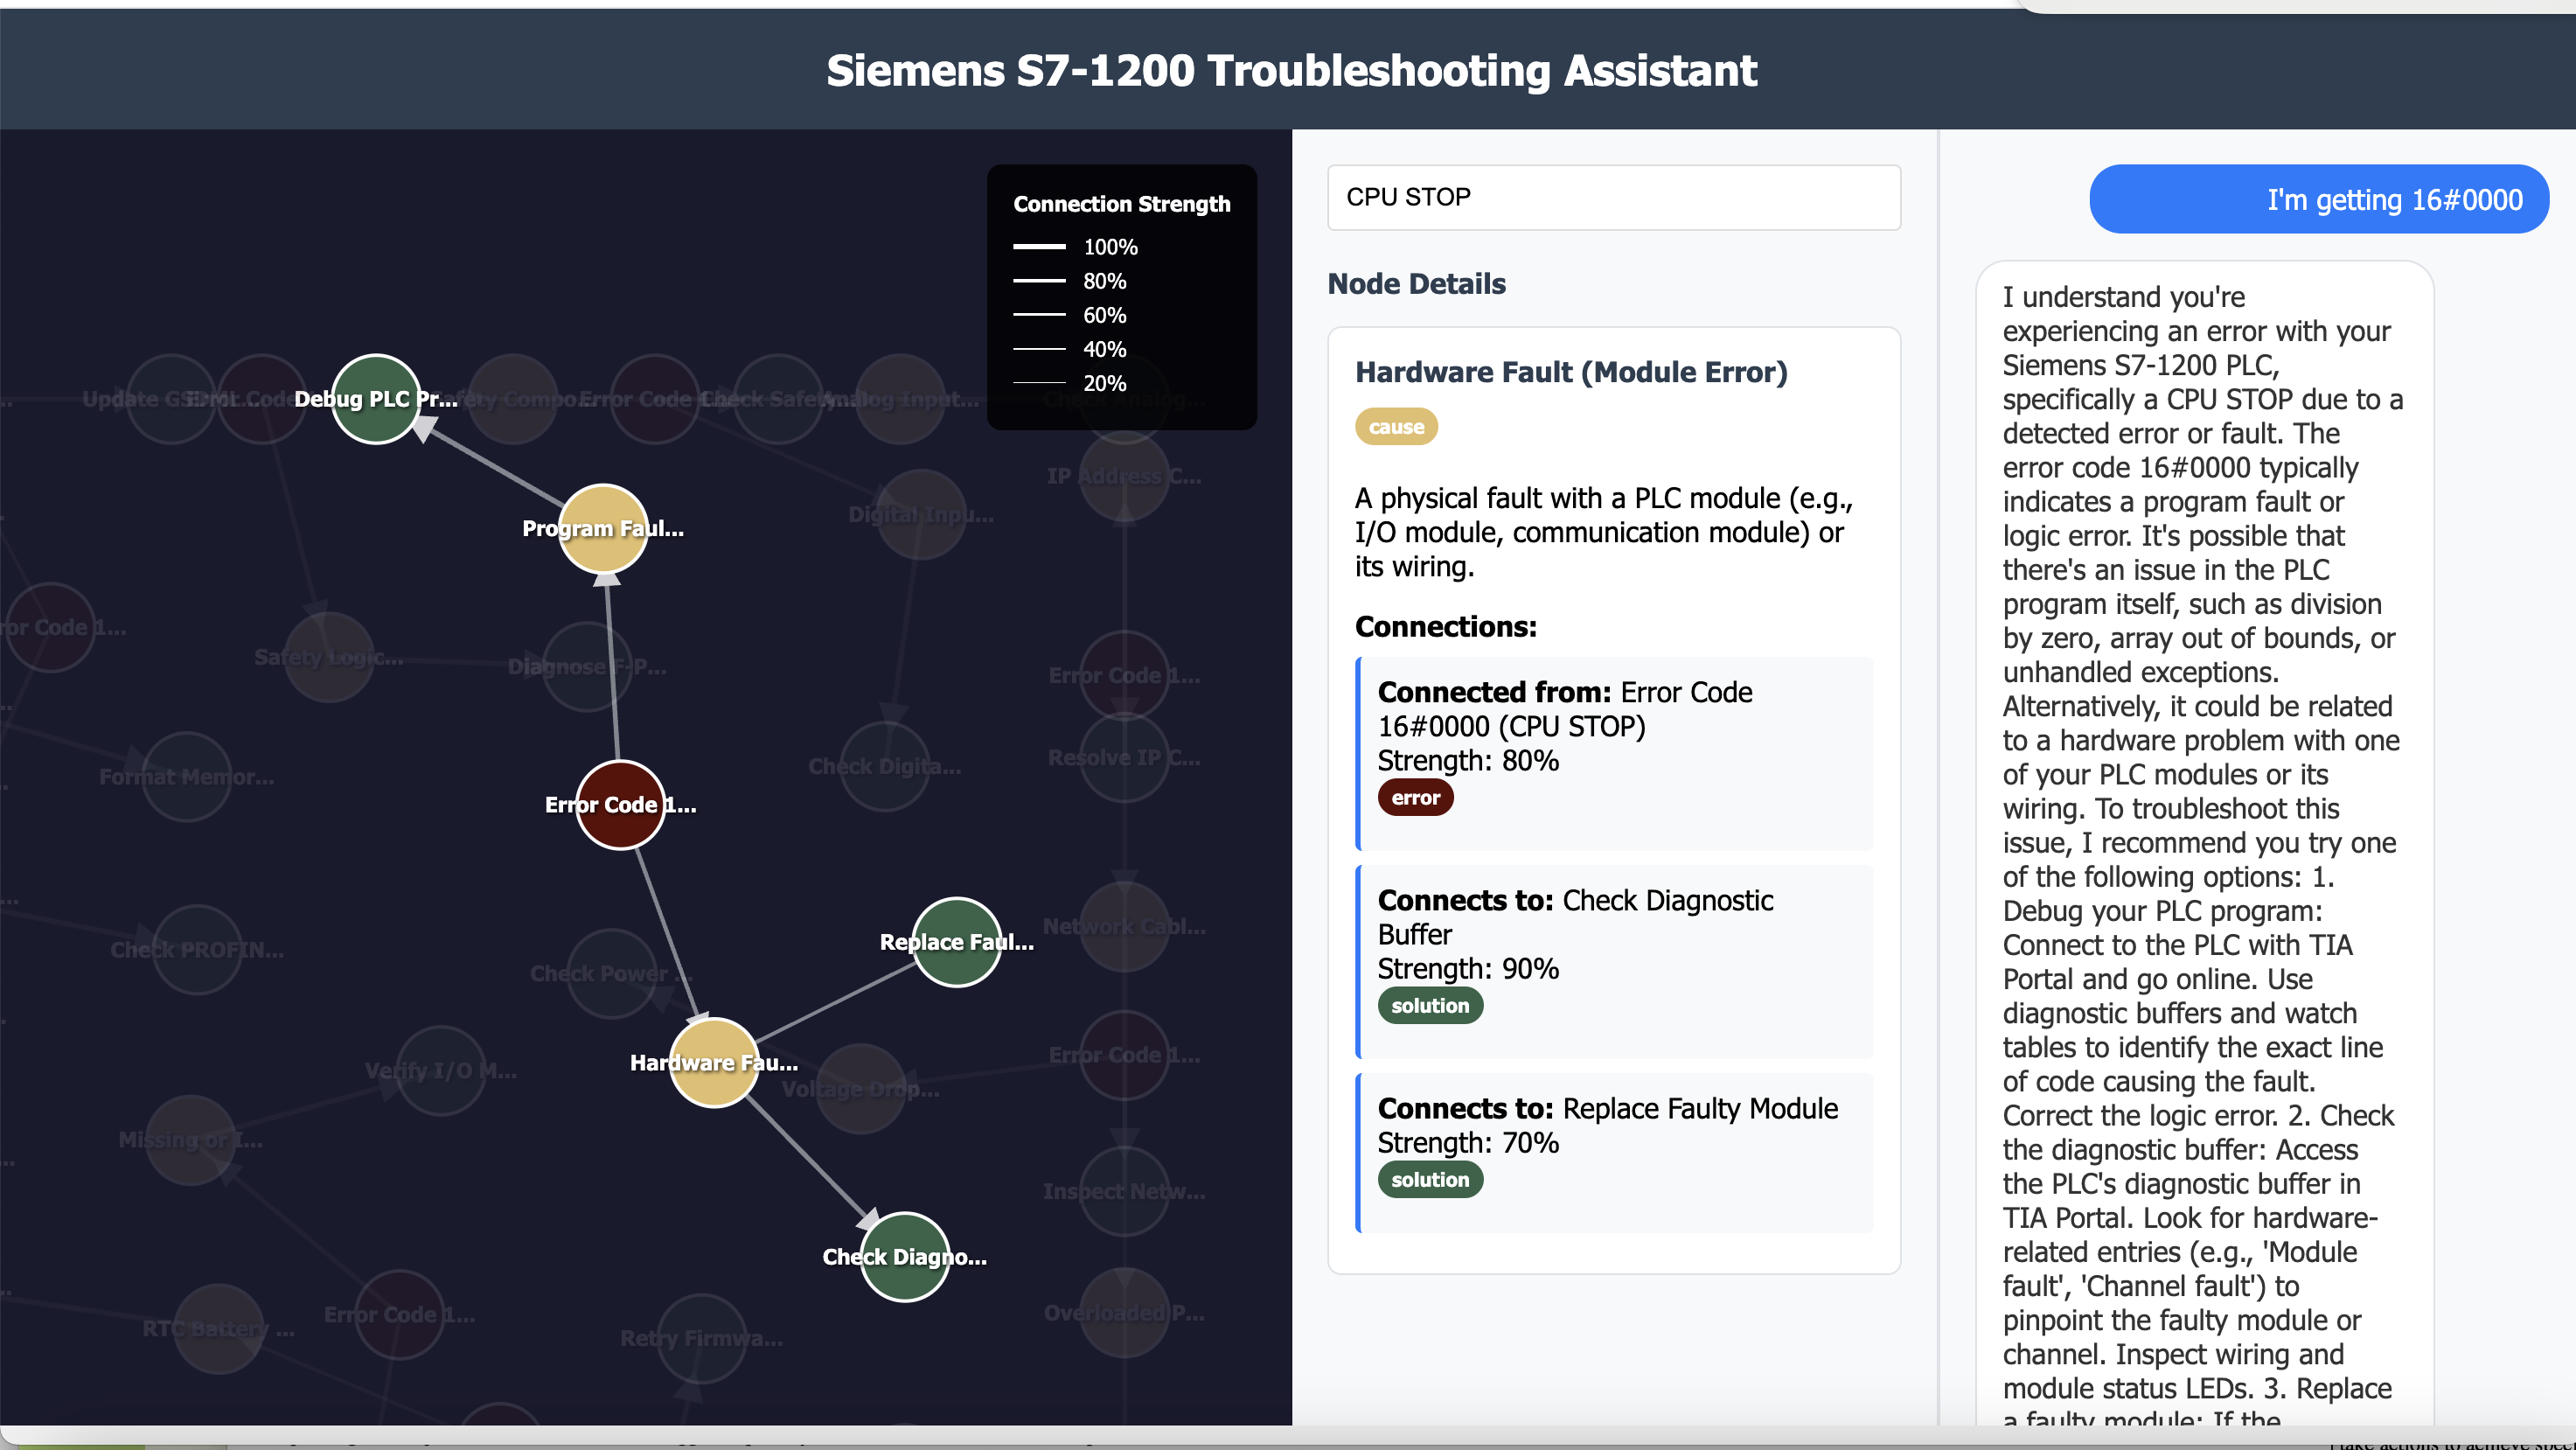 Siemens S7-1200 Troubleshooting Assistant
Connection Strength
100%
80%
60%
40%
20%
Debug PLC Pr...
Program Faul...
Error Code 1...
Replace Faul...
Hardware Fau...
Check Diagno...
Analog Input...
IP Address C...
Digital Inpu...
Error Code 1...
Safety Logic...
Diagnose F-P...
Error Code 1...
Resolve IP C...
Format Memor...
Check Digita...
Network Cabl...
Check PROFIN...
Check Power ...
Error Code 1...
Verify I/O M...
Voltage Drop...
Missing or I...
Inspect Netw...
Overloaded P...
Error Code 1...
RTC Battery ...
Retry Firmwa...
CPU STOP
Node Details
Hardware Fault (Module Error)
cause
A physical fault with a PLC module (e.g.,
I/O module, communication module) or
its wiring.
Connections:
Connected from: Error Code
16#0000 (CPU STOP)
Strength: 80%
error
Connects to: Check Diagnostic
Buffer
Strength: 90%
solution
Connects to: Replace Faulty Module
Strength: 70%
solution
I'm getting 16#0000
I understand you're
experiencing an error with your
Siemens S7-1200 PLC,
specifically a CPU STOP due to a
detected error or fault. The
error code 16#0000 typically
indicates a program fault or
logic error. It's possible that
there's an issue in the PLC
program itself, such as division
by zero, array out of bounds, or
unhandled exceptions.
Alternatively, it could be related
to a hardware problem with one
of your PLC modules or its
wiring. To troubleshoot this
issue, I recommend you try one
of the following options: 1.
Debug your PLC program:
Connect to the PLC with TIA
Portal and go online. Use
diagnostic buffers and watch
tables to identify the exact line
of code causing the fault.
Correct the logic error. 2. Check
the diagnostic buffer: Access
the PLC's diagnostic buffer in
TIA Portal. Look for hardware-
related entries (e.g., 'Module
fault', 'Channel fault') to
pinpoint the faulty module or
channel. Inspect wiring and
module status LEDs. 3. Replace
a faulty module: If the